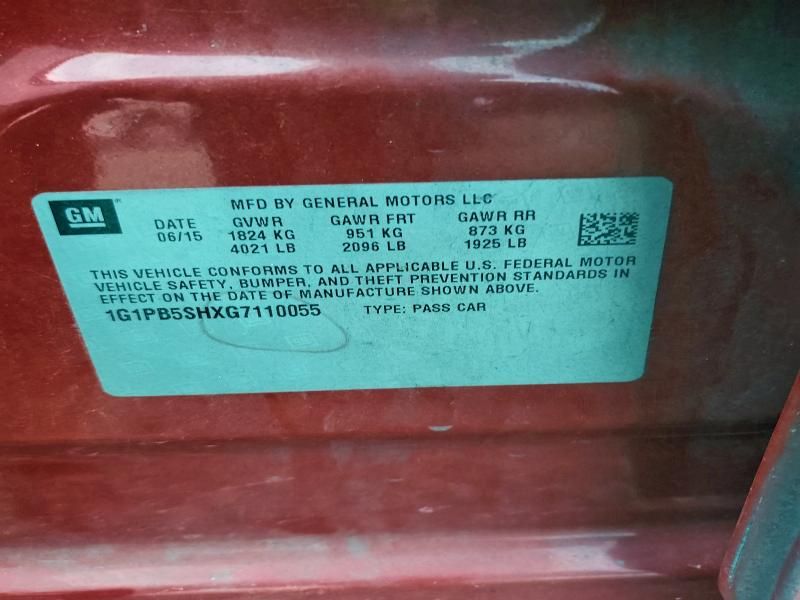 GM
MFD BY GENERAL MOTORS LLC
DATE GVWR GAWR FRT GAWR RR
06/15 1824 KG 951 KG 873 KG
4021 LB 2096 LB 1925 LB
THIS VEHICLE CONFORMS TO ALL APPLICABLE U.S. FEDERAL MOTOR
VEHICLE SAFETY, BUMPER, AND THEFT PREVENTION STANDARDS IN
EFFECT ON THE DATE OF MANUFACTURE SHOWN ABOVE.
1G1PB5SHXG7110055 TYPE: PASS CAR